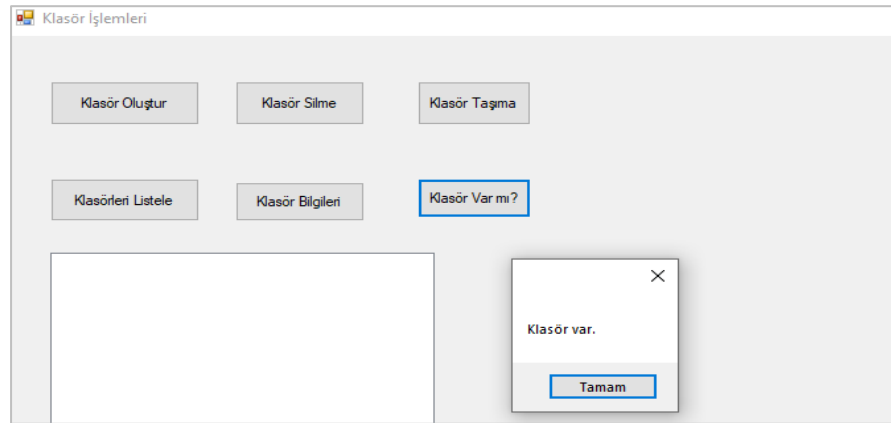 Klasör İşlemleri
Klasör Oluştur
Klasör Silme
Klasör Taşıma
Klasörleri Listele
Klasör Bilgileri
Klasör Var mı?
Klasör var.
Tamam